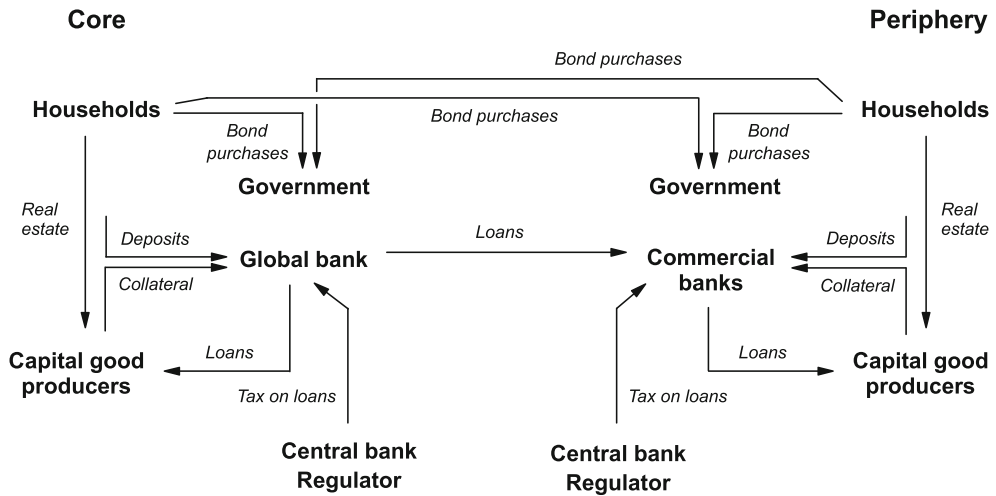 Core
Periphery
Bond purchases
Households
Bond purchases
Households
Bond
purchases
Bond
purchases
Government
Government
Real
estate
Real
estate
Deposits
Loans
Deposits
Global bank
Commercial
banks
Collateral
Collateral
Capital good
producers
Loans
Loans
Capital good
producers
Tax on loans
Tax on loans
Central bank
Regulator
Central bank
Regulator